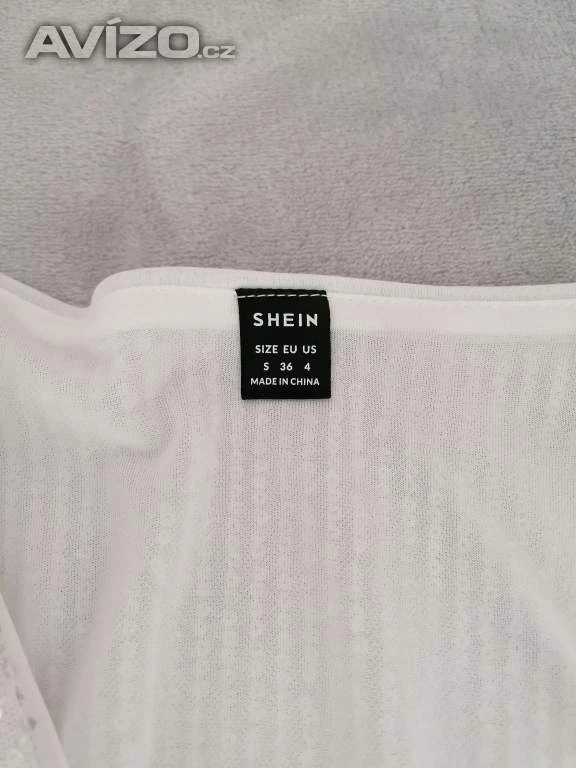 AVÍZO.cz
SHEIN
SIZE EU US
S 36 4
MADE IN CHINA